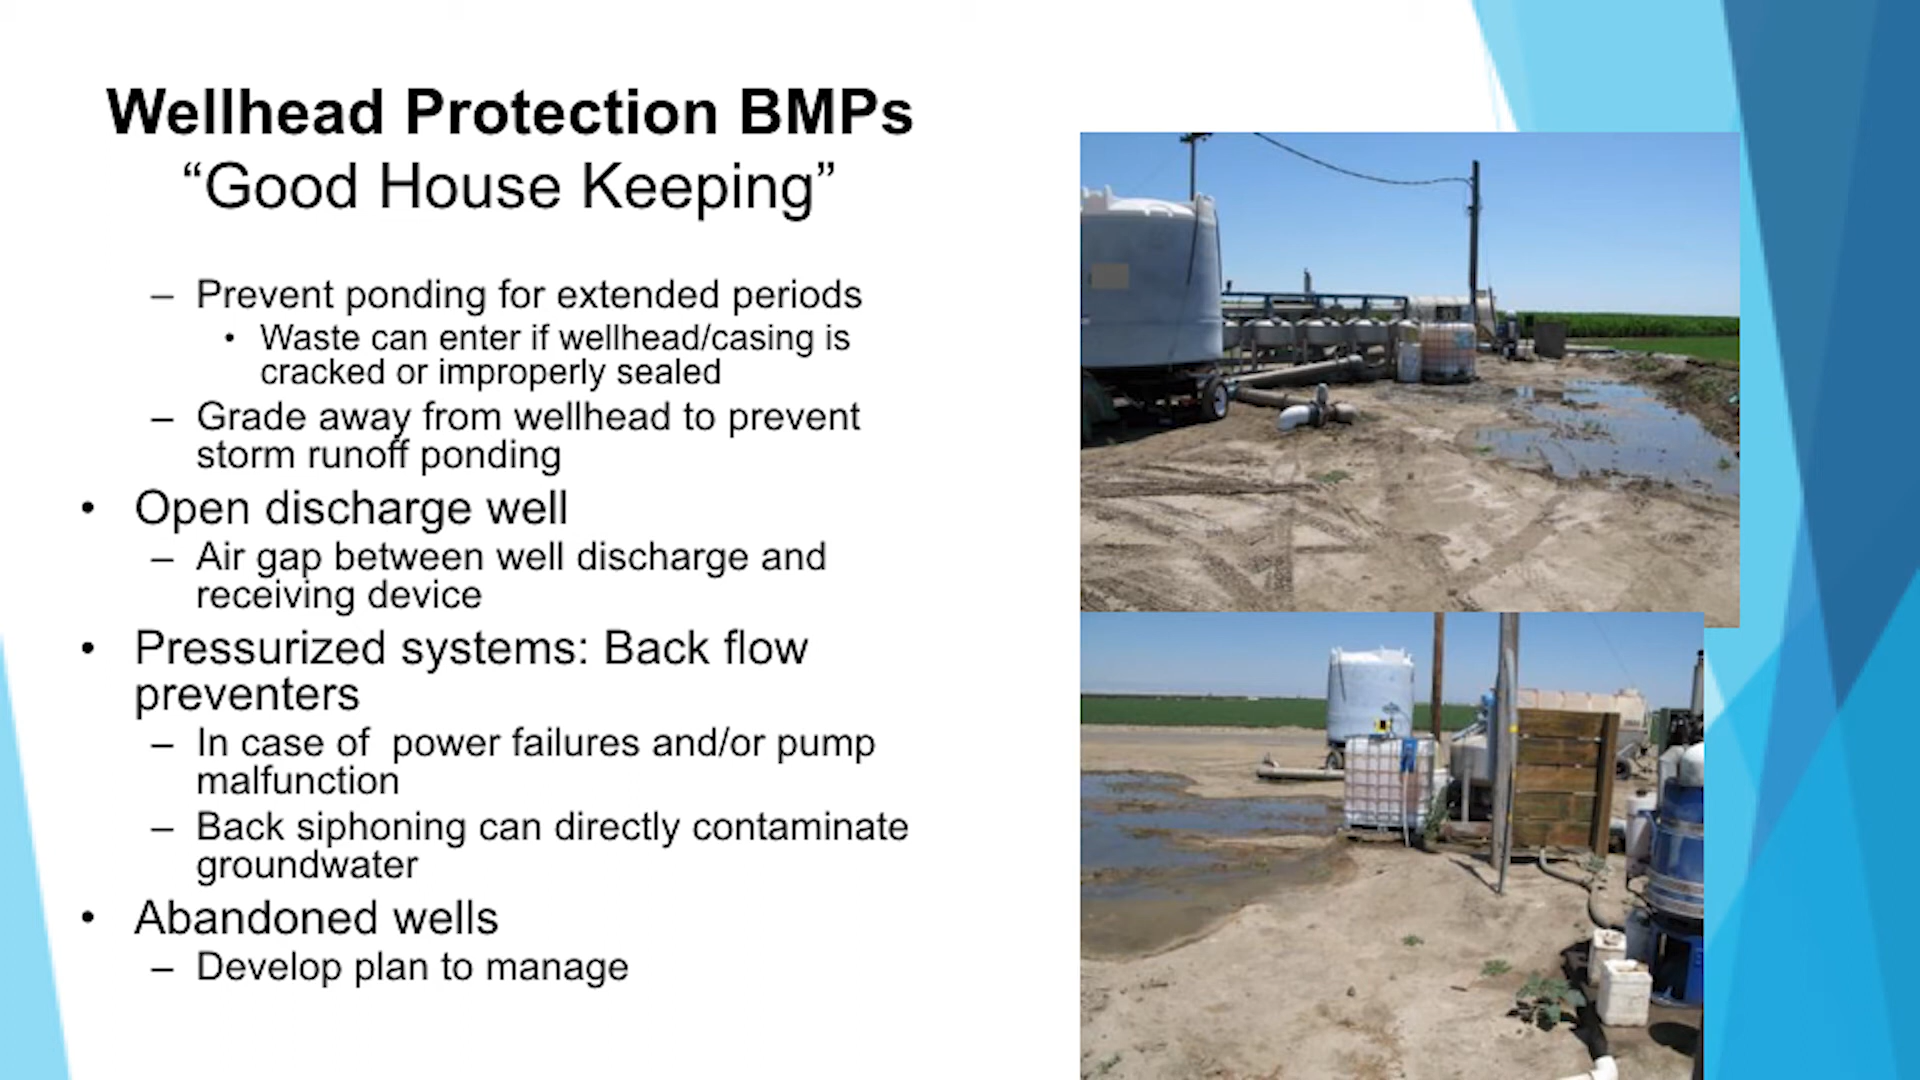 Wellhead Protection BMPs
“Good House Keeping”
– Prevent ponding for extended periods
• Waste can enter if wellhead/casing is
cracked or improperly sealed
– Grade away from wellhead to prevent
storm runoff ponding
• Open discharge well
– Air gap between well discharge and
receiving device
• Pressurized systems: Back flow
preventers
– In case of  power failures and/or pump
malfunction
– Back siphoning can directly contaminate
groundwater
• Abandoned wells
– Develop plan to manage